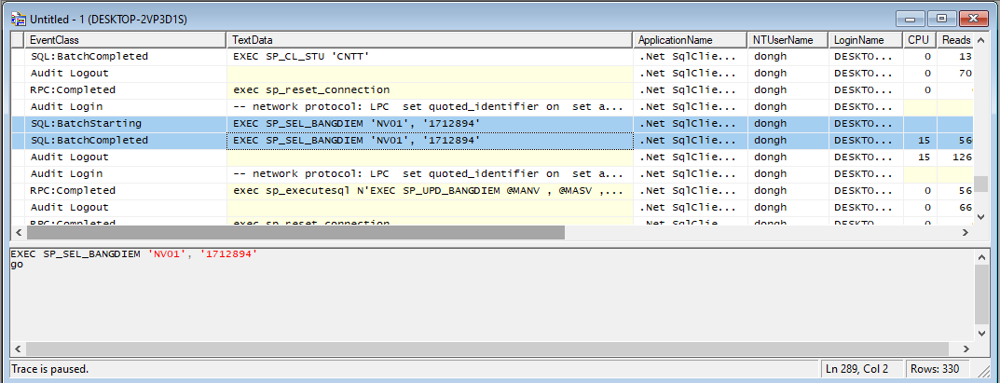 Untitled - 1 (DESKTOP-2VP3D1S)
EventClass TextData ApplicationName NTUserName LoginName CPU Reads
SQL:BatchCompleted EXEC SP_CL_STU 'CNTT' .Net SqlClie... dongh DESKTO... 0 13
Audit Logout .Net SqlClie... dongh DESKTO... 0 70
RPC:Completed exec sp_reset_connection .Net SqlClie... dongh DESKTO... 0
Audit Login -- network protocol: LPC set quoted_identifier on set a... .Net SqlClie... dongh DESKTO...
SQL:BatchStarting EXEC SP_SEL_BANGDIEM 'NV01', '1712894' .Net SqlClie... dongh DESKTO...
SQL:BatchCompleted EXEC SP_SEL_BANGDIEM 'NV01', '1712894' .Net SqlClie... dongh DESKTO... 15 56
Audit Logout .Net SqlClie... dongh DESKTO... 15 126
Audit Login -- network protocol: LPC set quoted_identifier on set a... .Net SqlClie... dongh DESKTO...
RPC:Completed exec sp_executesql N'EXEC SP_UPD_BANGDIEM @MANV , @MASV ,... .Net SqlClie... dongh DESKTO... 0 56
Audit Logout .Net SqlClie... dongh DESKTO... 0 66
RPC:Completed exec sp_reset_connection .Net SqlClie... dongh DESKTO... 0
EXEC SP_SEL_BANGDIEM 'NV01', '1712894'
go
Trace is paused. Ln 289, Col 2 Rows: 330